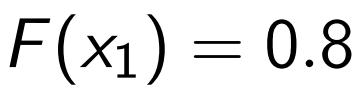 F(x₁) = 0.8